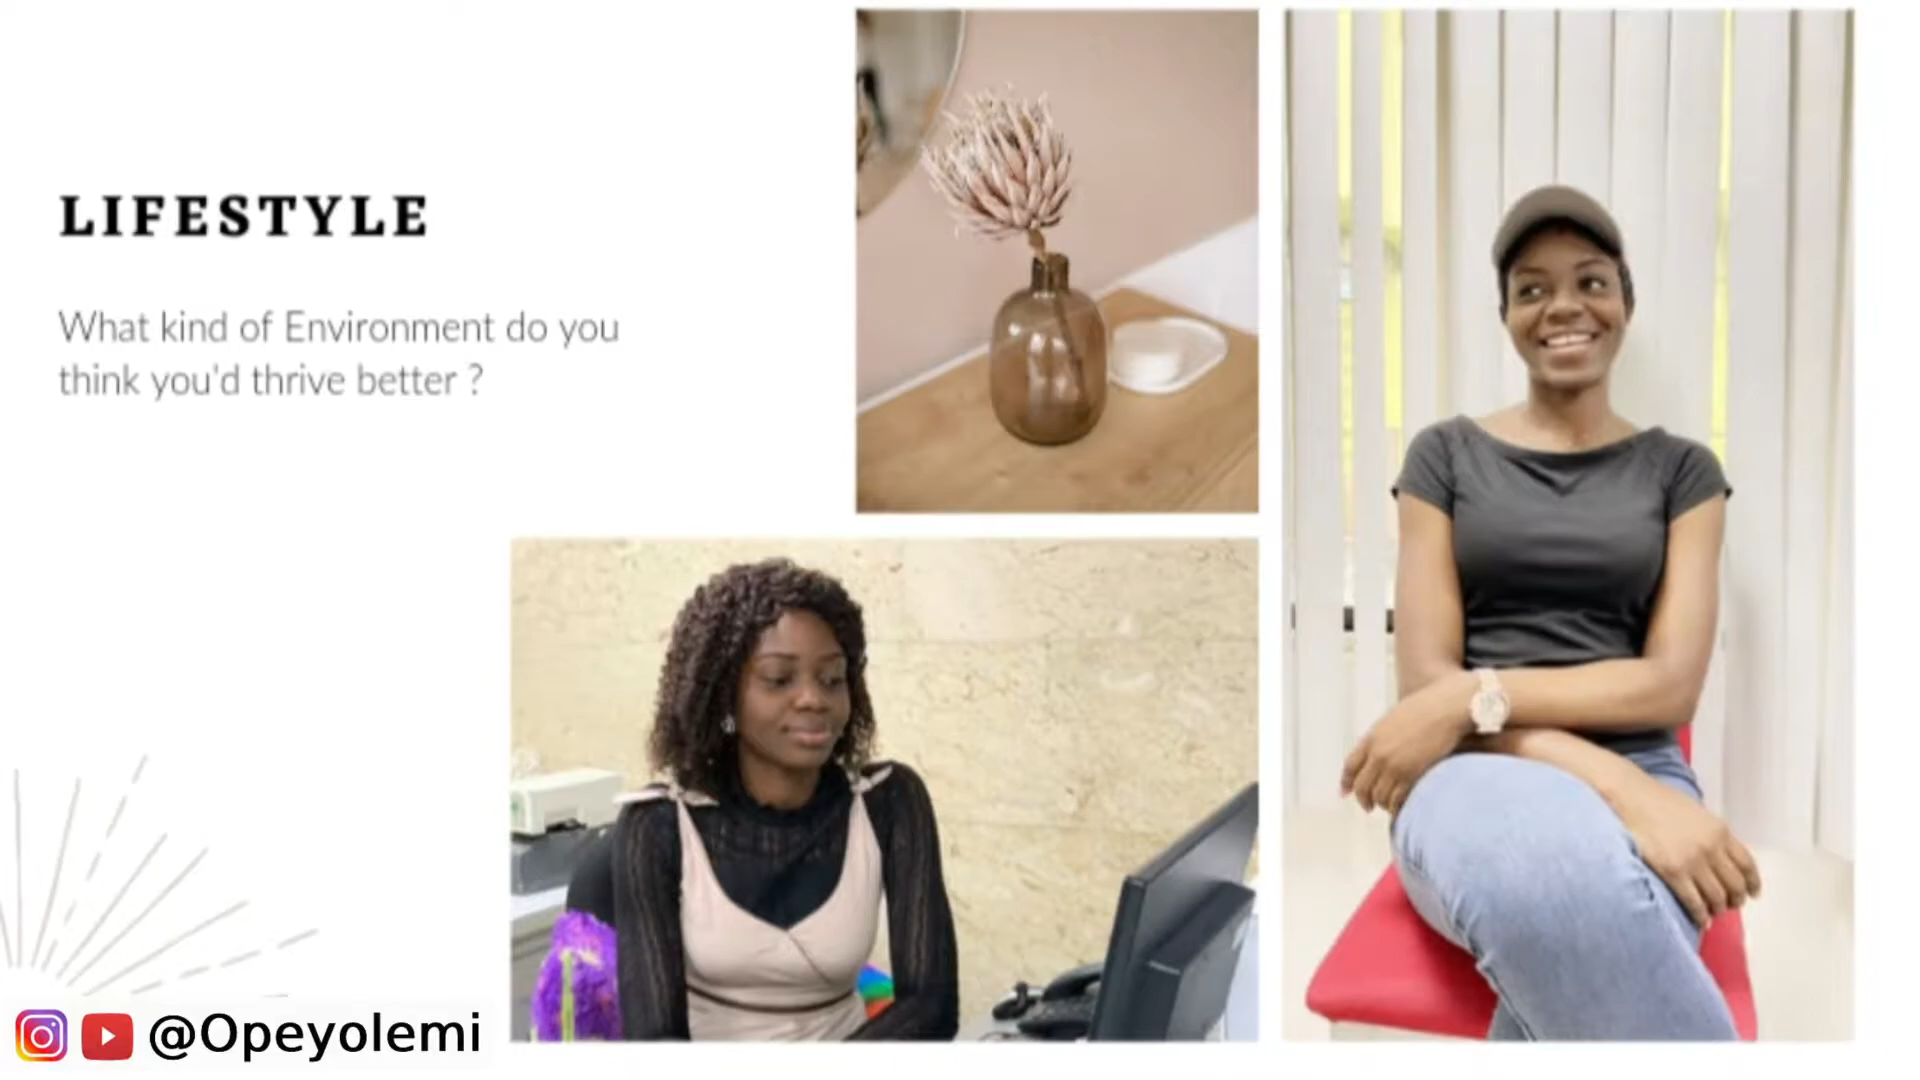 LIFESTYLE
What kind of Environment do you
think you'd thrive better ?
@Opeyolemi